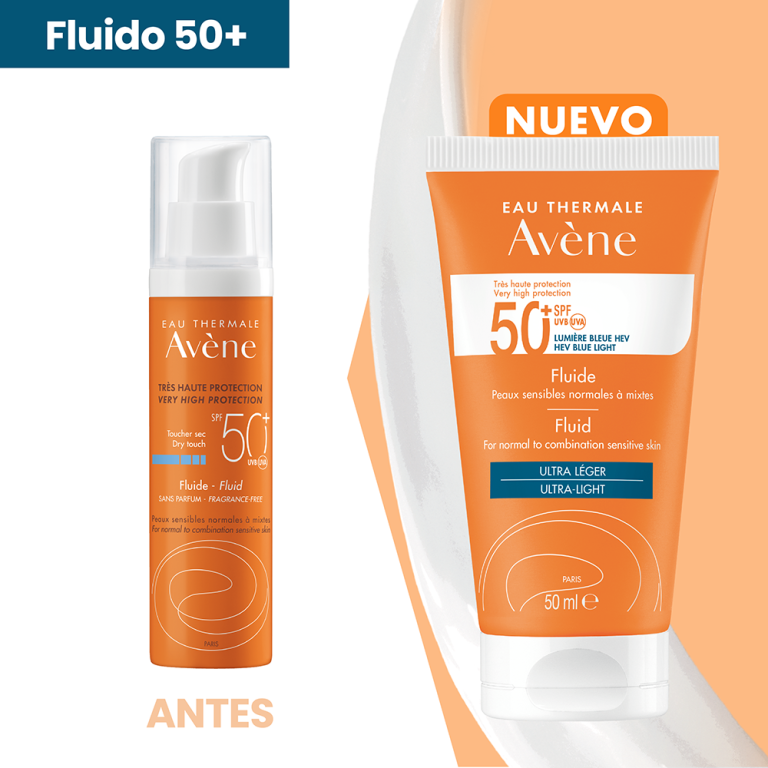 Fluido 50+
EAU THERMALE
Avène
TRÈS HAUTE PROTECTION
VERY HIGH PROTECTION
Toucher sec
Dry touch
SPF
50+
UVB UVA
Fluide - Fluid
SANS PARFUM - FRAGRANCE-FREE
Peaux sensibles normales à mixtes
For normal to combination sensitive skin
PARIS
ANTES
NUEVO
EAU THERMALE
Avène
Très haute protection
Very high protection
50+ SPF
UVB UVA
LUMIÈRE BLEUE HEV
HEV BLUE LIGHT
Fluide
Peaux sensibles normales à mixtes
Fluid
For normal to combination sensitive skin
ULTRA LÉGER
ULTRA-LIGHT
PARIS
50 ml e